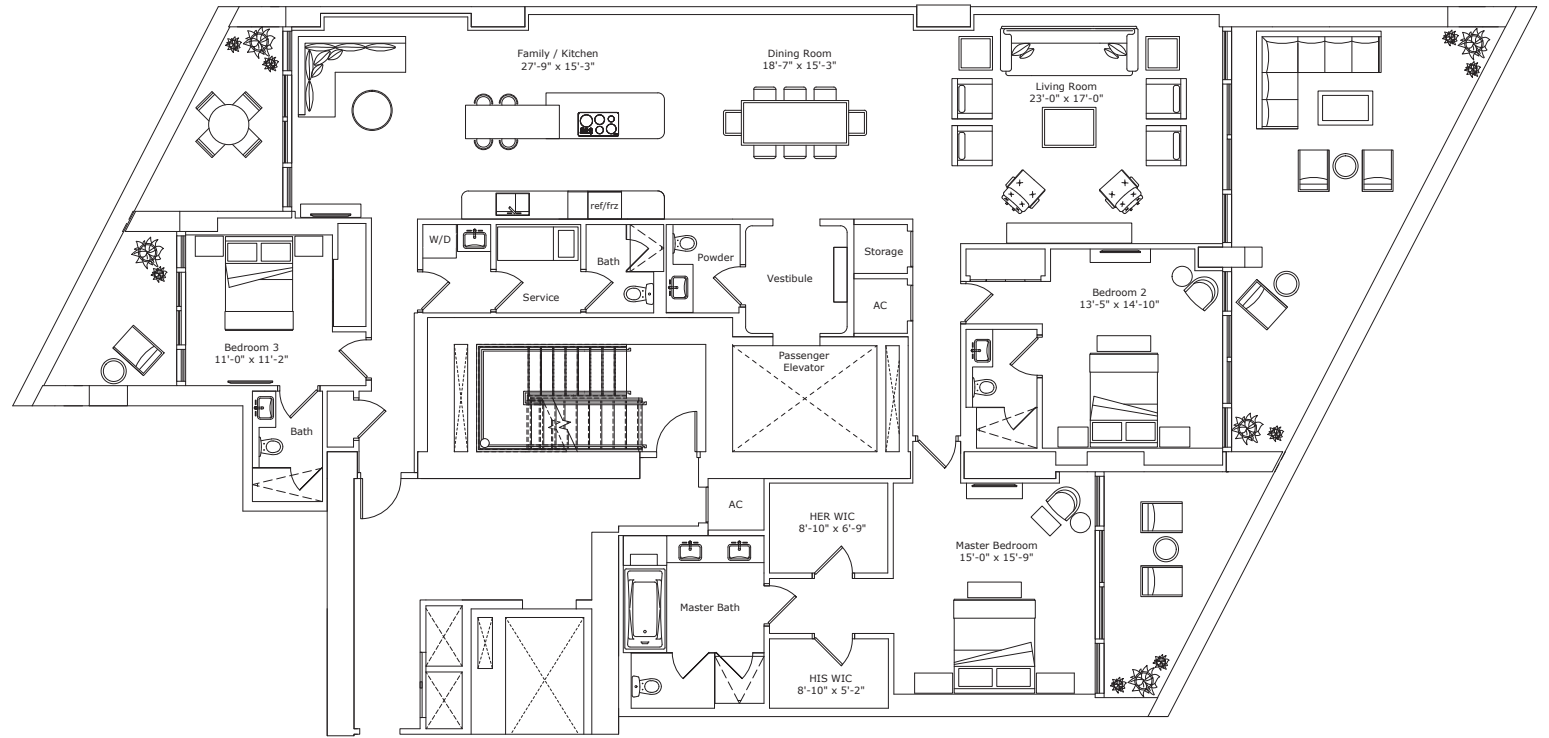 Family / Kitchen
27'-9" x 15'-3"
Dining Room
18'-7" x 15'-3"
Living Room
23'-0" x 17'-0"
ref/frz
W/D
Bath
Powder
Service
Vestibule
Storage
AC
Bedroom 2
13'-5" x 14'-10"
Bedroom 3
11'-0" x 11'-2"
Passenger
Elevator
Bath
AC
HER WIC
8'-10" x 6'-9"
Master Bedroom
15'-0" x 15'-9"
Master Bath
HIS WIC
8'-10" x 5'-2"